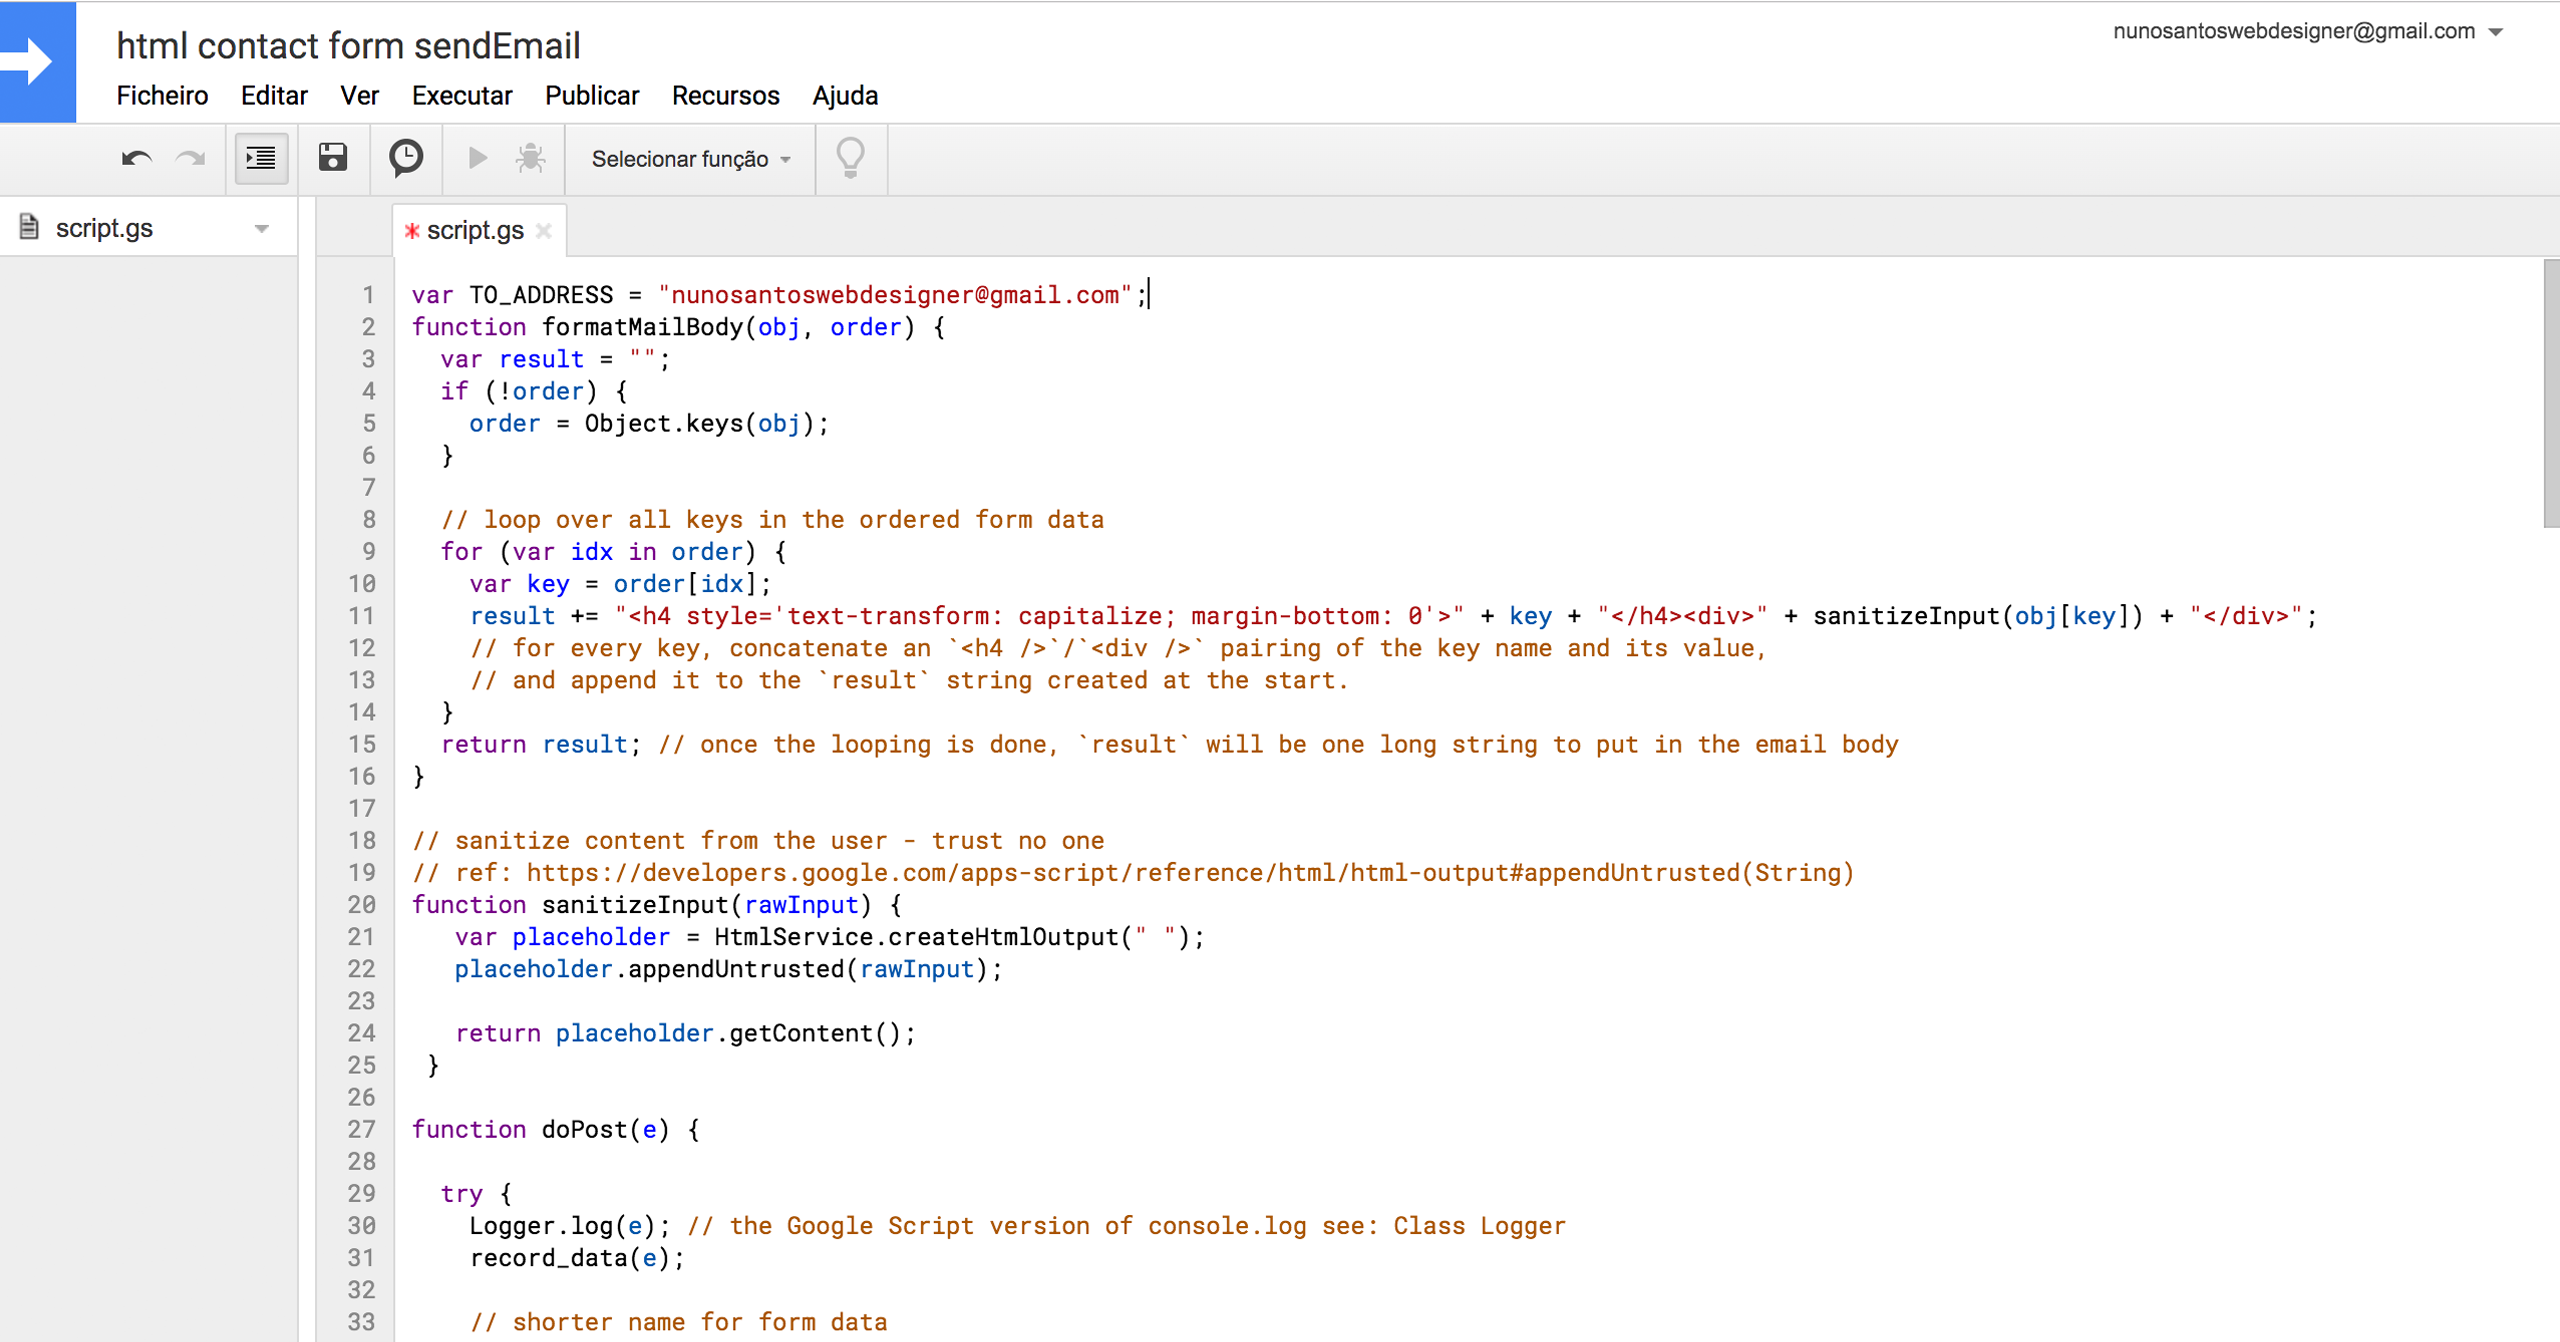 html contact form sendEmail
nunosantoswebdesigner@gmail.com
Ficheiro Editar Ver Executar Publicar Recursos Ajuda
Selecionar função
script.gs
* script.gs
1 var TO_ADDRESS = "nunosantoswebdesigner@gmail.com";
2 function formatMailBody(obj, order) {
3   var result = "";
4   if (!order) {
5     order = Object.keys(obj);
6   }
7
8   // loop over all keys in the ordered form data
9   for (var idx in order) {
10     var key = order[idx];
11     result += "<h4 style='text-transform: capitalize; margin-bottom: 0'>" + key + "</h4><div>" + sanitizeInput(obj[key]) + "</div>";
12     // for every key, concatenate an `<h4 />`/`<div />` pairing of the key name and its value,
13     // and append it to the `result` string created at the start.
14   }
15   return result; // once the looping is done, `result` will be one long string to put in the email body
16 }
17
18 // sanitize content from the user - trust no one
19 // ref: https://developers.google.com/apps-script/reference/html/html-output#appendUntrusted(String)
20 function sanitizeInput(rawInput) {
21    var placeholder = HtmlService.createHtmlOutput(" ");
22    placeholder.appendUntrusted(rawInput);
23
24    return placeholder.getContent();
25  }
26
27 function doPost(e) {
28
29   try {
30     Logger.log(e); // the Google Script version of console.log see: Class Logger
31     record_data(e);
32
33     // shorter name for form data